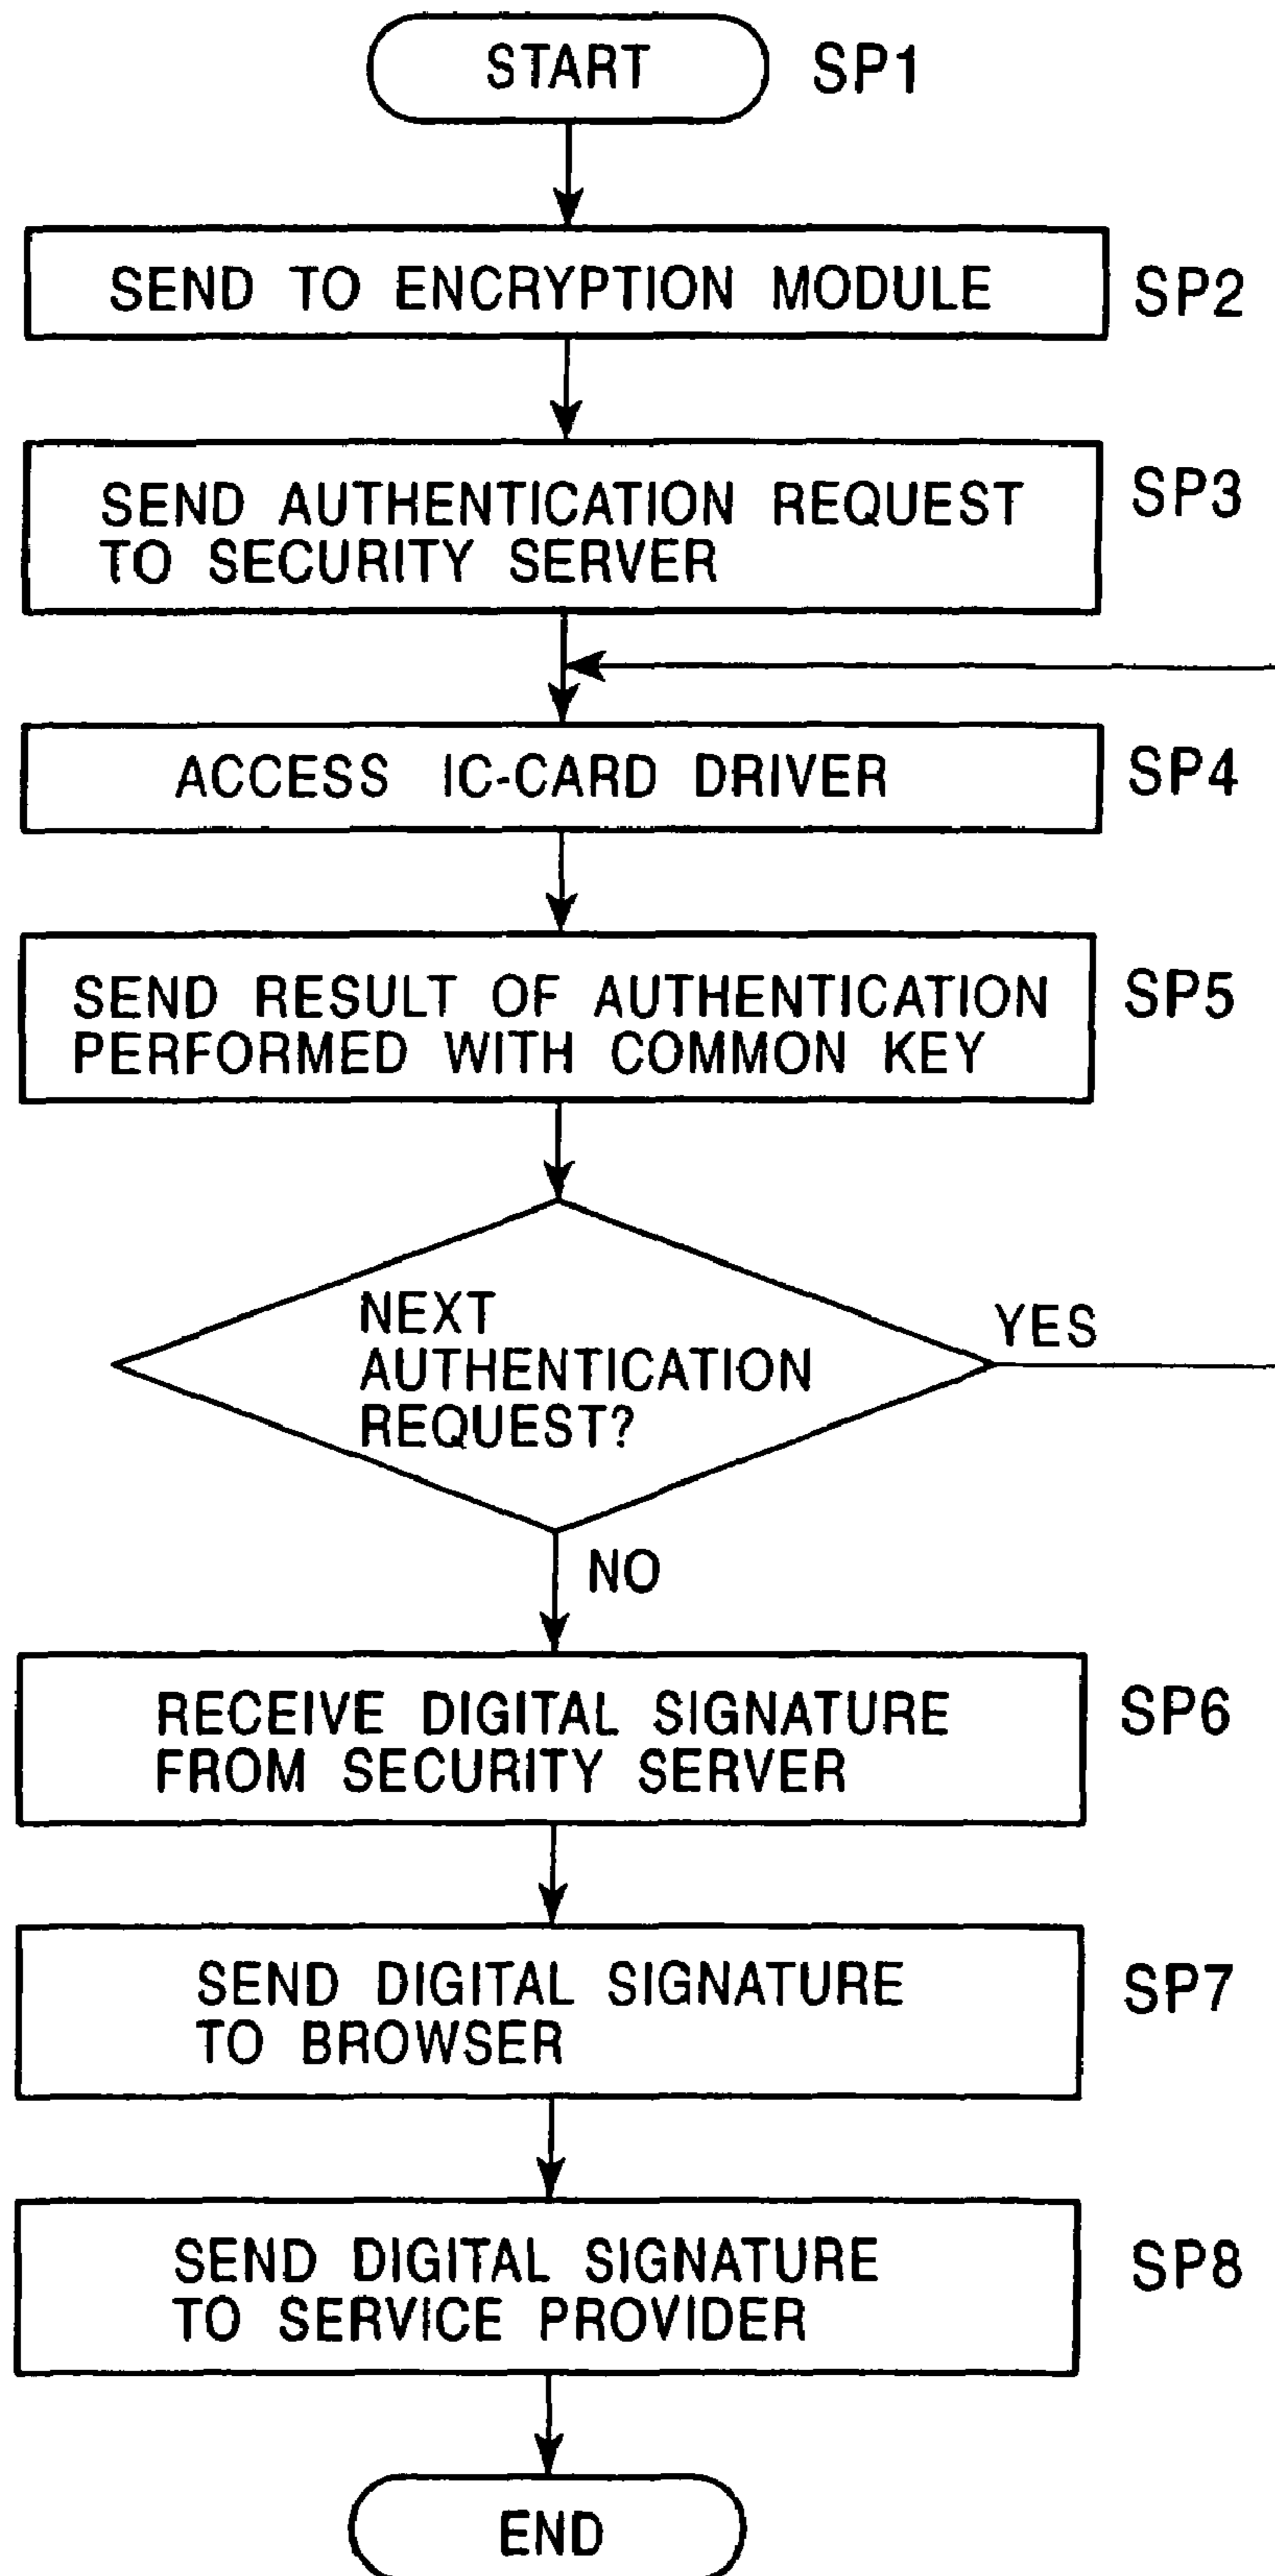 START
SP1
SEND TO ENCRYPTION MODULE
SP2
SEND AUTHENTICATION REQUEST
TO SECURITY SERVER
SP3
ACCESS IC-CARD DRIVER
SP4
SEND RESULT OF AUTHENTICATION
PERFORMED WITH COMMON KEY
SP5
NEXT
AUTHENTICATION
REQUEST?
YES
NO
RECEIVE DIGITAL SIGNATURE
FROM SECURITY SERVER
SP6
SEND DIGITAL SIGNATURE
TO BROWSER
SP7
SEND DIGITAL SIGNATURE
TO SERVICE PROVIDER
SP8
END